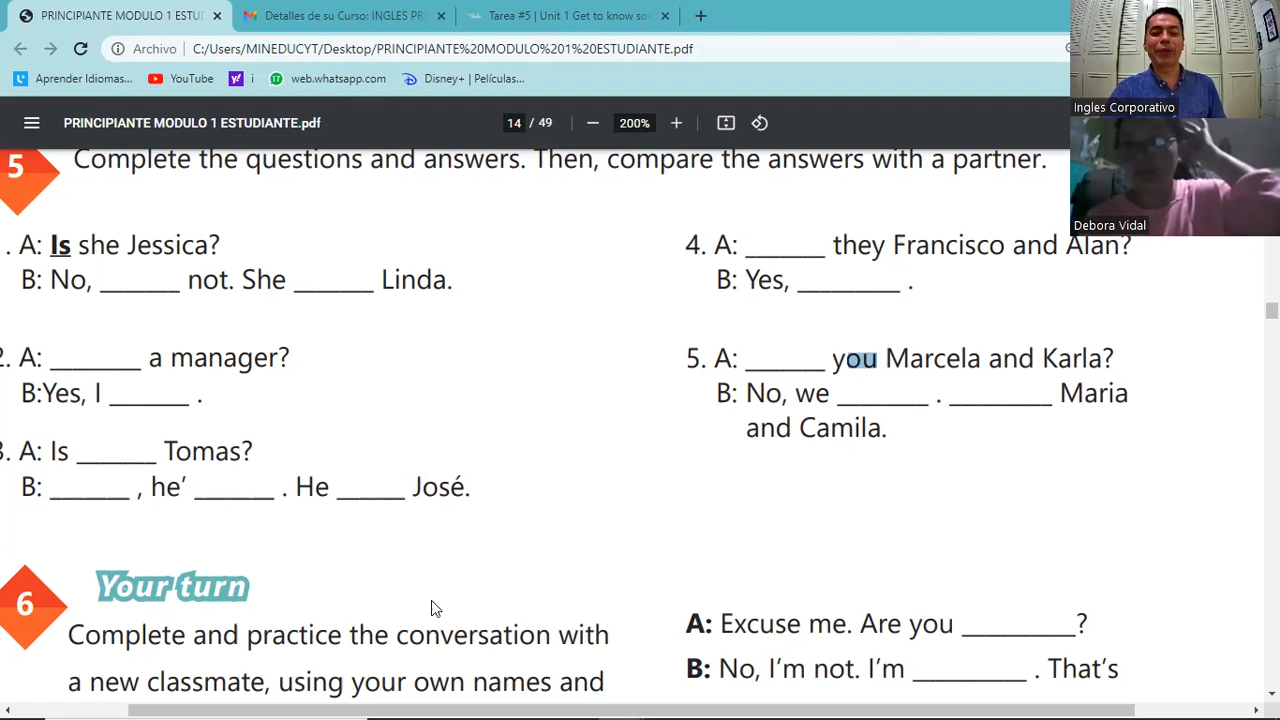 PRINCIPIANTE MODULO 1 ESTUD
Detalles de su Curso: INGLES PR
Tarea #5 | Unit 1 Get to know so
Archivo
C:/Users/MINEDUCYT/Desktop/PRINCIPIANTE%20MODULO%201%20ESTUDIANTE.pdf
Aprender Idiomas...
YouTube
i
web.whatsapp.com
Disney+ | Películas...
Ingles Corporativo
PRINCIPIANTE MODULO 1 ESTUDIANTE.pdf
14 / 49
200%
5 Complete the questions and answers. Then, compare the answers with a partner.
Debora Vidal
. A: Is she Jessica?
B: No, _______ not. She _______ Linda.
2. A: ________ a manager?
B:Yes, I _______ .
3. A: Is _______ Tomas?
B: _______ , he’ _______ . He ______ José.
4. A: _______ they Francisco and Alan?
B: Yes, _________ .
5. A: _______ you Marcela and Karla?
B: No, we ________ . _________ Maria
and Camila.
6 Your turn
Complete and practice the conversation with
a new classmate, using your own names and
A: Excuse me. Are you __________?
B: No, I’m not. I’m __________ . That’s